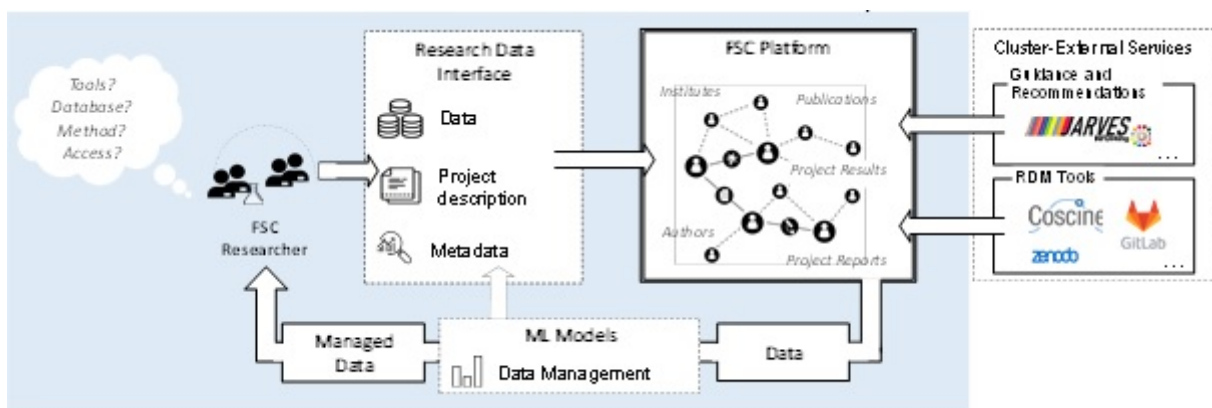 Tools?
Database?
Method?
Access?
FSC
Researcher
Research Data
Interface
Data
Project
description
Metadata
FSC Platform
Institutes
Publications
Project Results
Authors
Project Reports
Cluster-External Services
Guidance and
Recommendations
MARVES
...
RDM Tools
Coscine
GitLab
zenodo
...
Managed
Data
ML Models
Data Management
Data